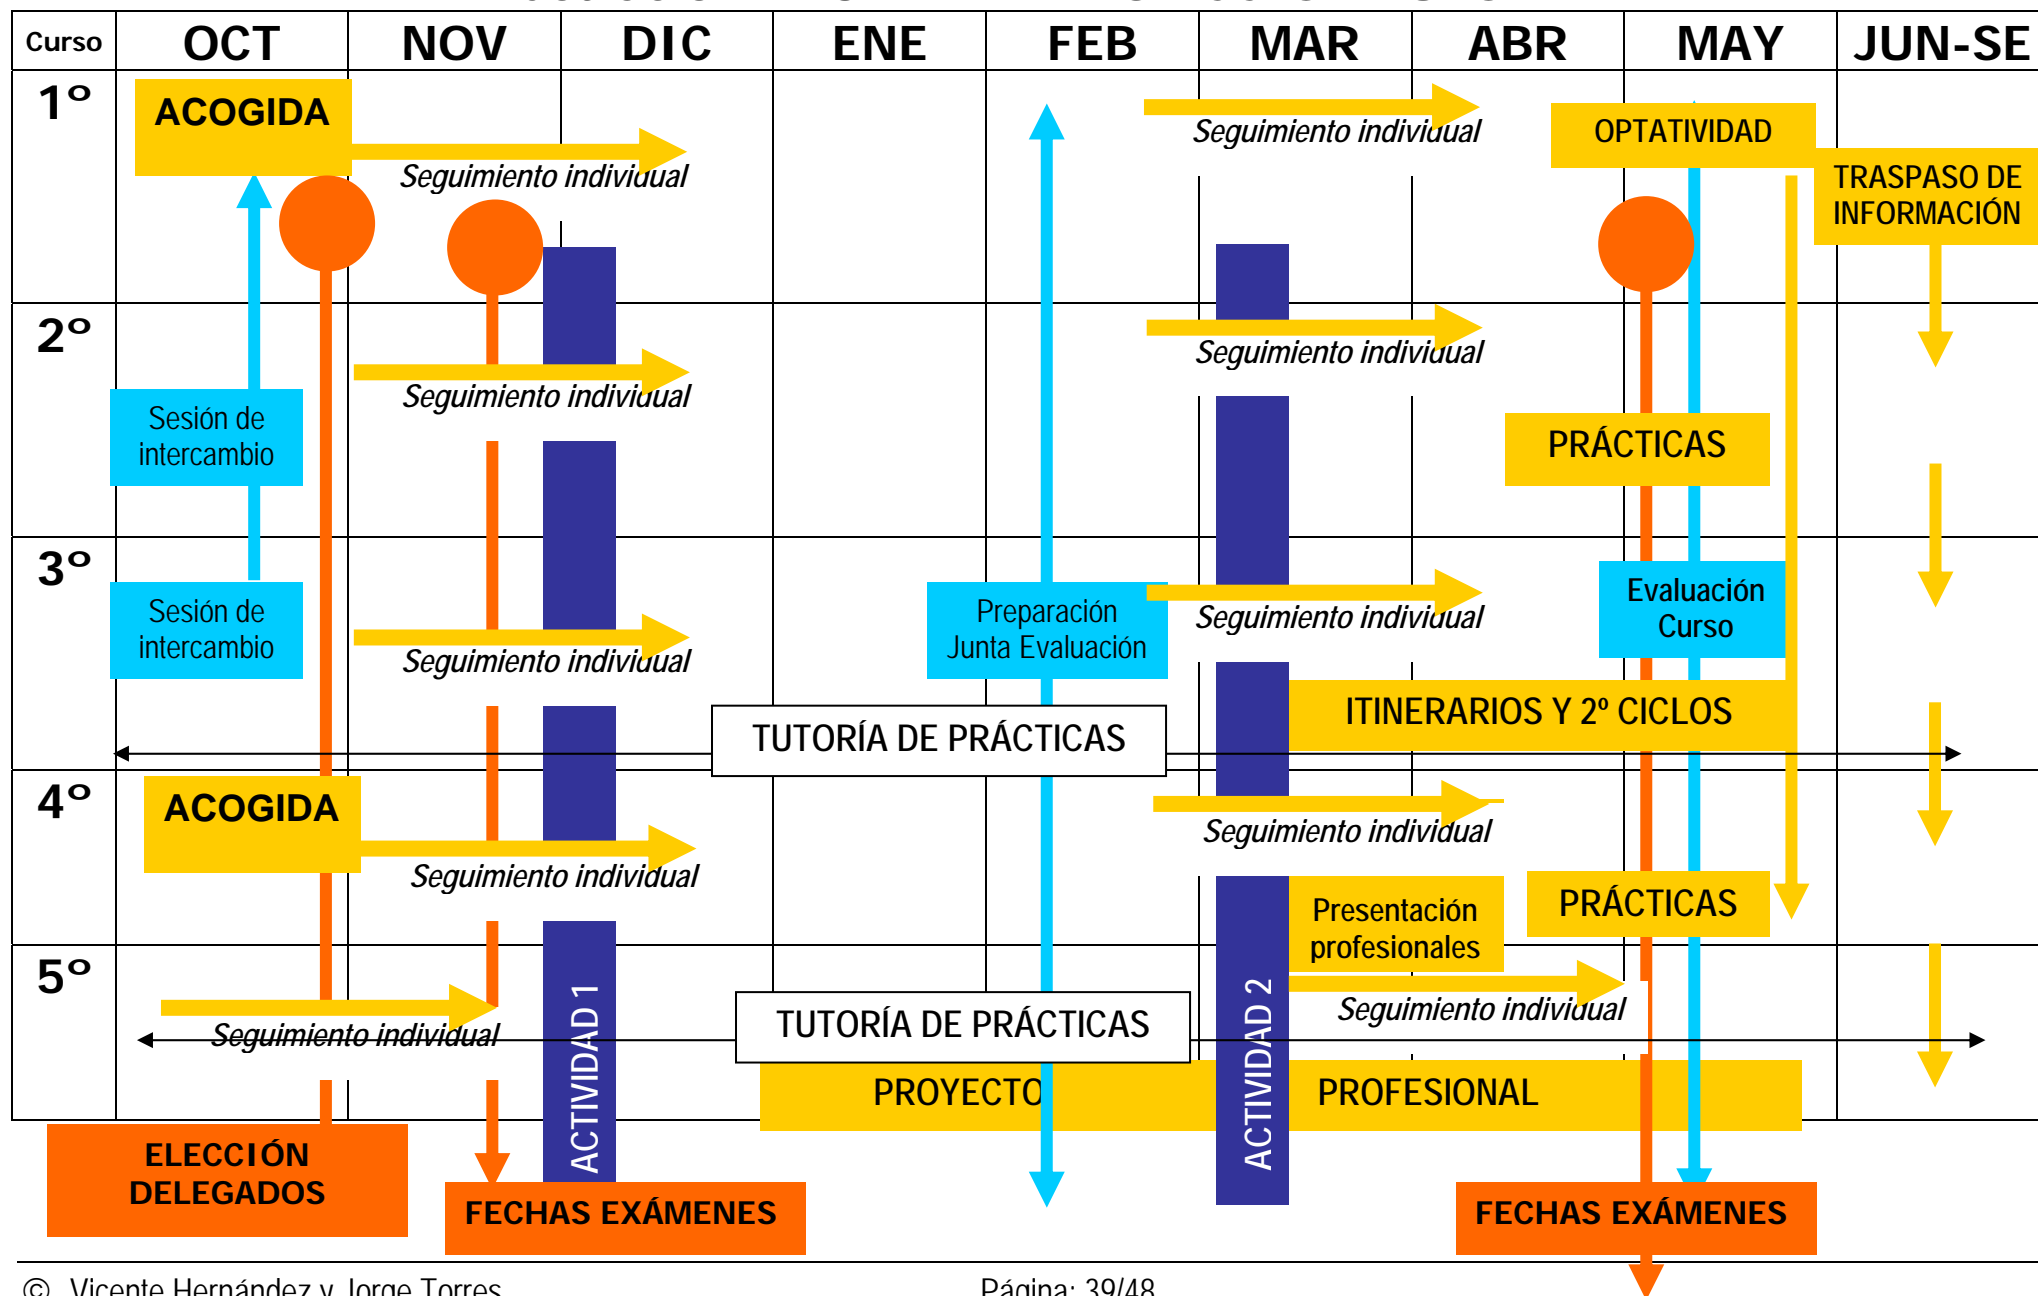 Curso OCT NOV DIC ENE FEB MAR ABR MAY JUN-SE
1º
ACOGIDA
Seguimiento individual
Seguimiento individual
OPTATIVIDAD
TRASPASO DE
INFORMACIÓN
2º
Seguimiento individual
Seguimiento individual
Sesión de
intercambio
PRÁCTICAS
3º
Sesión de
intercambio
Seguimiento individual
Preparación
Junta Evaluación
Seguimiento individual
Evaluación
Curso
ITINERARIOS Y 2º CICLOS
TUTORÍA DE PRÁCTICAS
4º
ACOGIDA
Seguimiento individual
Seguimiento individual
Presentación
profesionales
PRÁCTICAS
5º
Seguimiento individual
ACTIVIDAD 1
TUTORÍA DE PRÁCTICAS
ACTIVIDAD 2
Seguimiento individual
PROYECTO PROFESIONAL
ELECCIÓN
DELEGADOS
FECHAS EXÁMENES
FECHAS EXÁMENES
© Vicente Hernández y Jorge Torres
Página: 39/48